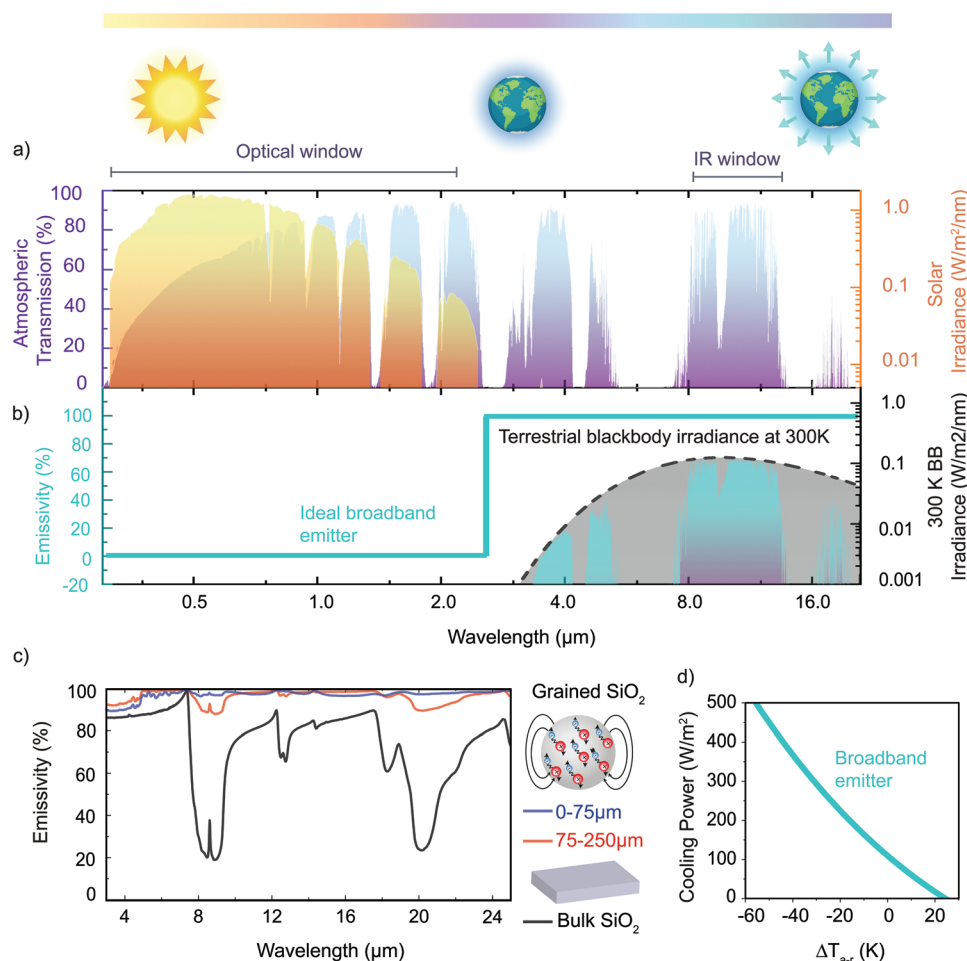 a)
Optical window
IR window
Atmospheric
Transmission (%)
100
80
60
40
20
0
1.0
0.1
0.01
Solar
Irradiance (W/m²/nm)
b)
Emissivity (%)
100
80
60
40
20
0
-20
Terrestrial blackbody irradiance at 300K
Ideal broadband
emitter
1.0
0.1
0.01
0.001
300 K BB
Irradiance (W/m2/nm)
0.5 1.0 2.0 4.0 8.0 16.0
Wavelength (μm)
c)
Emissivity (%)
100
80
60
40
20
0
4 8 12 16 20 24
Wavelength (μm)
Grained SiO₂
0-75μm
75-250μm
Bulk SiO₂
d)
Cooling Power (W/m²)
500
400
300
200
100
0
Broadband
emitter
-60 -40 -20 0 20
ΔTₐ₋ᵣ (K)